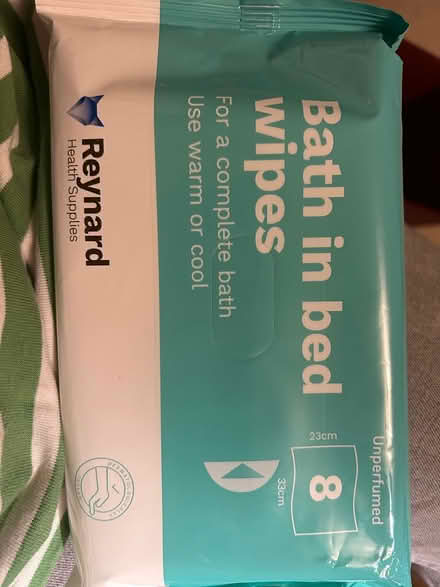 Bath in bed
wipes
For a complete bath
Use warm or cool
Reynard
Health Supplies
Unperfumed
23cm
8
33cm